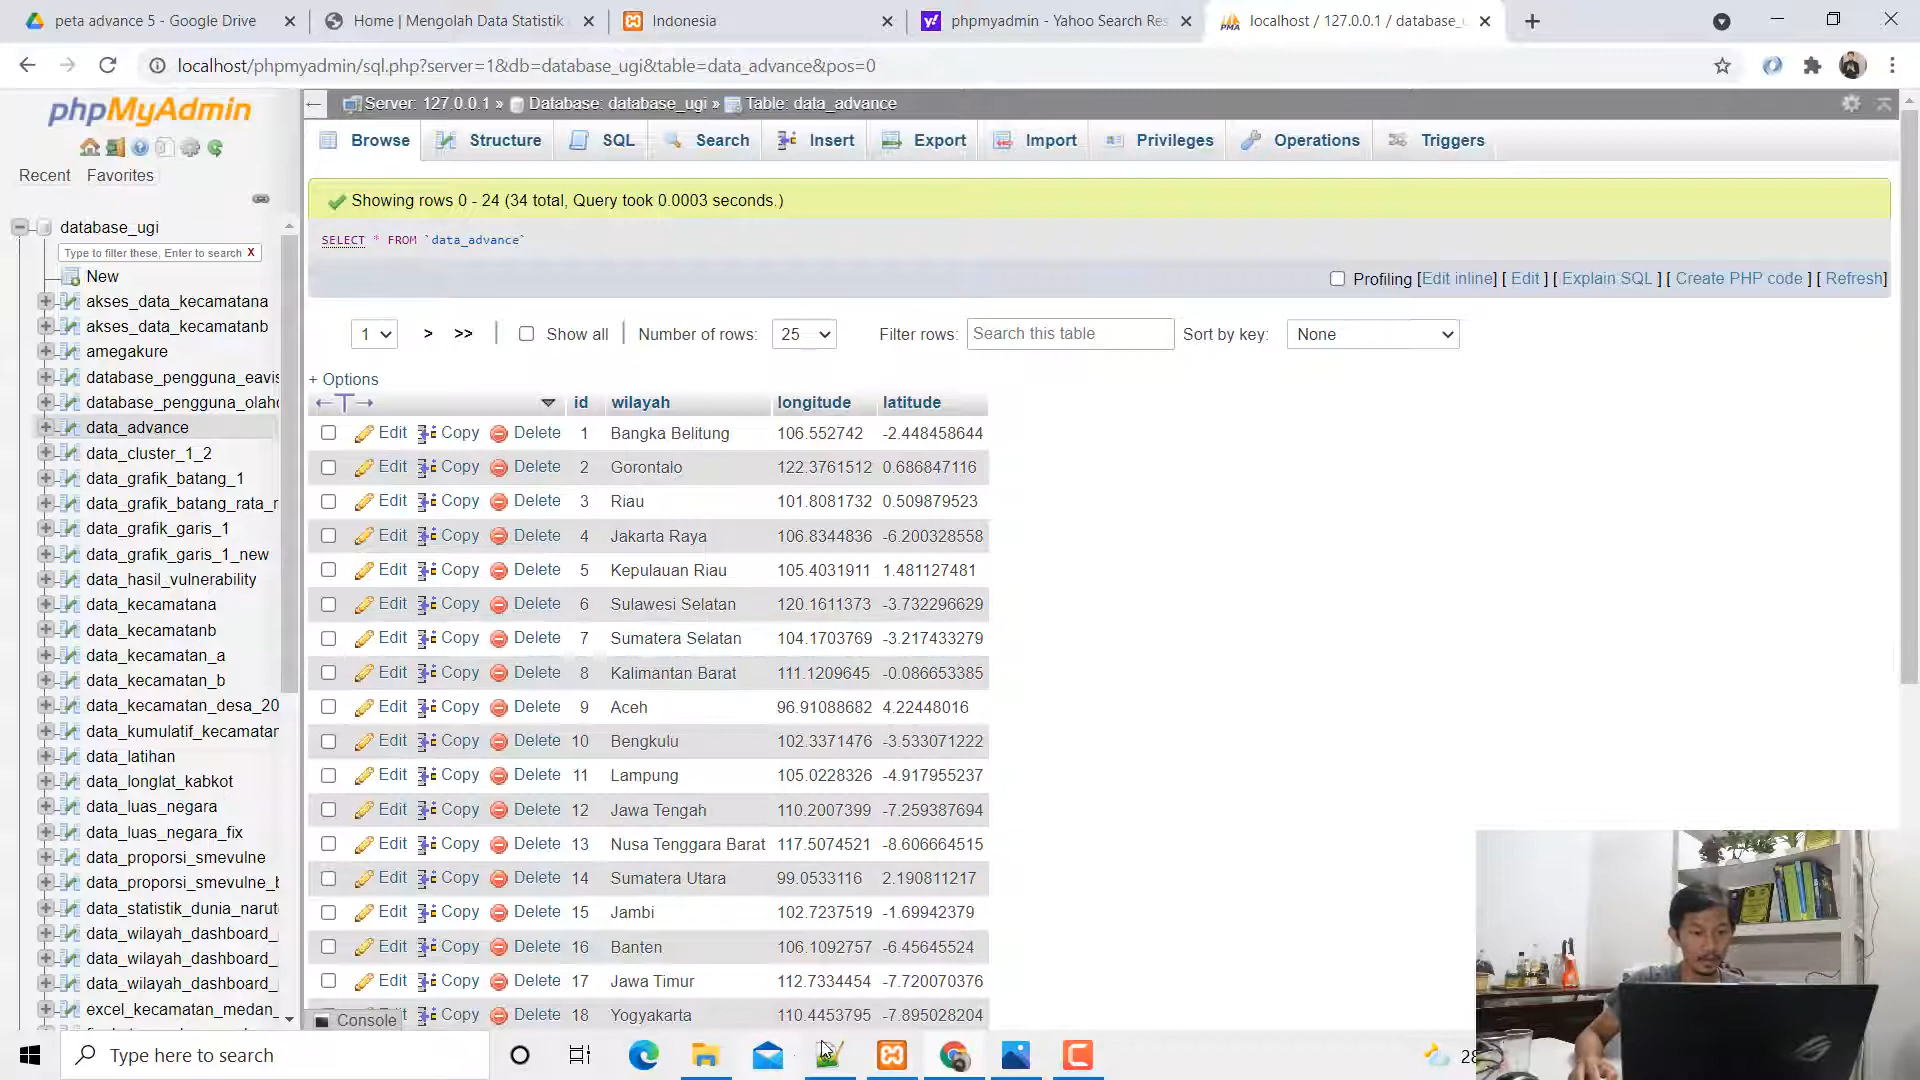 peta advance 5 - Google Drive
Home | Mengolah Data Statistik
Indonesia
phpmyadmin - Yahoo Search Res
localhost / 127.0.0.1 / database_u
localhost/phpmyadmin/sql.php?server=1&db=database_ugi&table=data_advance&pos=0
phpMyAdmin
Recent Favorites
database_ugi
Type to filter these, Enter to search X
New
akses_data_kecamatana
akses_data_kecamatanb
amegakure
database_pengguna_eavis
database_pengguna_olaha
data_advance
data_cluster_1_2
data_grafik_batang_1
data_grafik_batang_rata_r
data_grafik_garis_1
data_grafik_garis_1_new
data_hasil_vulnerability
data_kecamatana
data_kecamatanb
data_kecamatan_a
data_kecamatan_b
data_kecamatan_desa_20
data_kumulatif_kecamatan
data_latihan
data_longlat_kabkot
data_luas_negara
data_luas_negara_fix
data_proporsi_smevulne
data_proporsi_smevulne_b
data_statistik_dunia_narut
data_wilayah_dashboard_
data_wilayah_dashboard_
data_wilayah_dashboard_
excel_kecamatan_medan_
Server: 127.0.0.1 » Database: database_ugi » Table: data_advance
Browse Structure SQL Search Insert Export Import Privileges Operations Triggers
Showing rows 0 - 24 (34 total, Query took 0.0003 seconds.)
SELECT * FROM `data_advance`
Profiling [Edit inline] [ Edit ] [ Explain SQL ] [ Create PHP code ] [ Refresh]
1 > >> | Show all | Number of rows: 25 Filter rows: Search this table Sort by key: None
+ Options
←T→ id wilayah longitude latitude
Edit Copy Delete 1 Bangka Belitung 106.552742 -2.448458644
Edit Copy Delete 2 Gorontalo 122.3761512 0.686847116
Edit Copy Delete 3 Riau 101.8081732 0.509879523
Edit Copy Delete 4 Jakarta Raya 106.8344836 -6.200328558
Edit Copy Delete 5 Kepulauan Riau 105.4031911 1.481127481
Edit Copy Delete 6 Sulawesi Selatan 120.1611373 -3.732296629
Edit Copy Delete 7 Sumatera Selatan 104.1703769 -3.217433279
Edit Copy Delete 8 Kalimantan Barat 111.1209645 -0.086653385
Edit Copy Delete 9 Aceh 96.91088682 4.22448016
Edit Copy Delete 10 Bengkulu 102.3371476 -3.533071222
Edit Copy Delete 11 Lampung 105.0228326 -4.917955237
Edit Copy Delete 12 Jawa Tengah 110.2007399 -7.259387694
Edit Copy Delete 13 Nusa Tenggara Barat 117.5074521 -8.606664515
Edit Copy Delete 14 Sumatera Utara 99.0533116 2.190811217
Edit Copy Delete 15 Jambi 102.7237519 -1.69942379
Edit Copy Delete 16 Banten 106.1092757 -6.45645524
Edit Copy Delete 17 Jawa Timur 112.7334454 -7.720070376
Edit Copy Delete 18 Yogyakarta 110.4453795 -7.895028204
Console
Type here to search
28